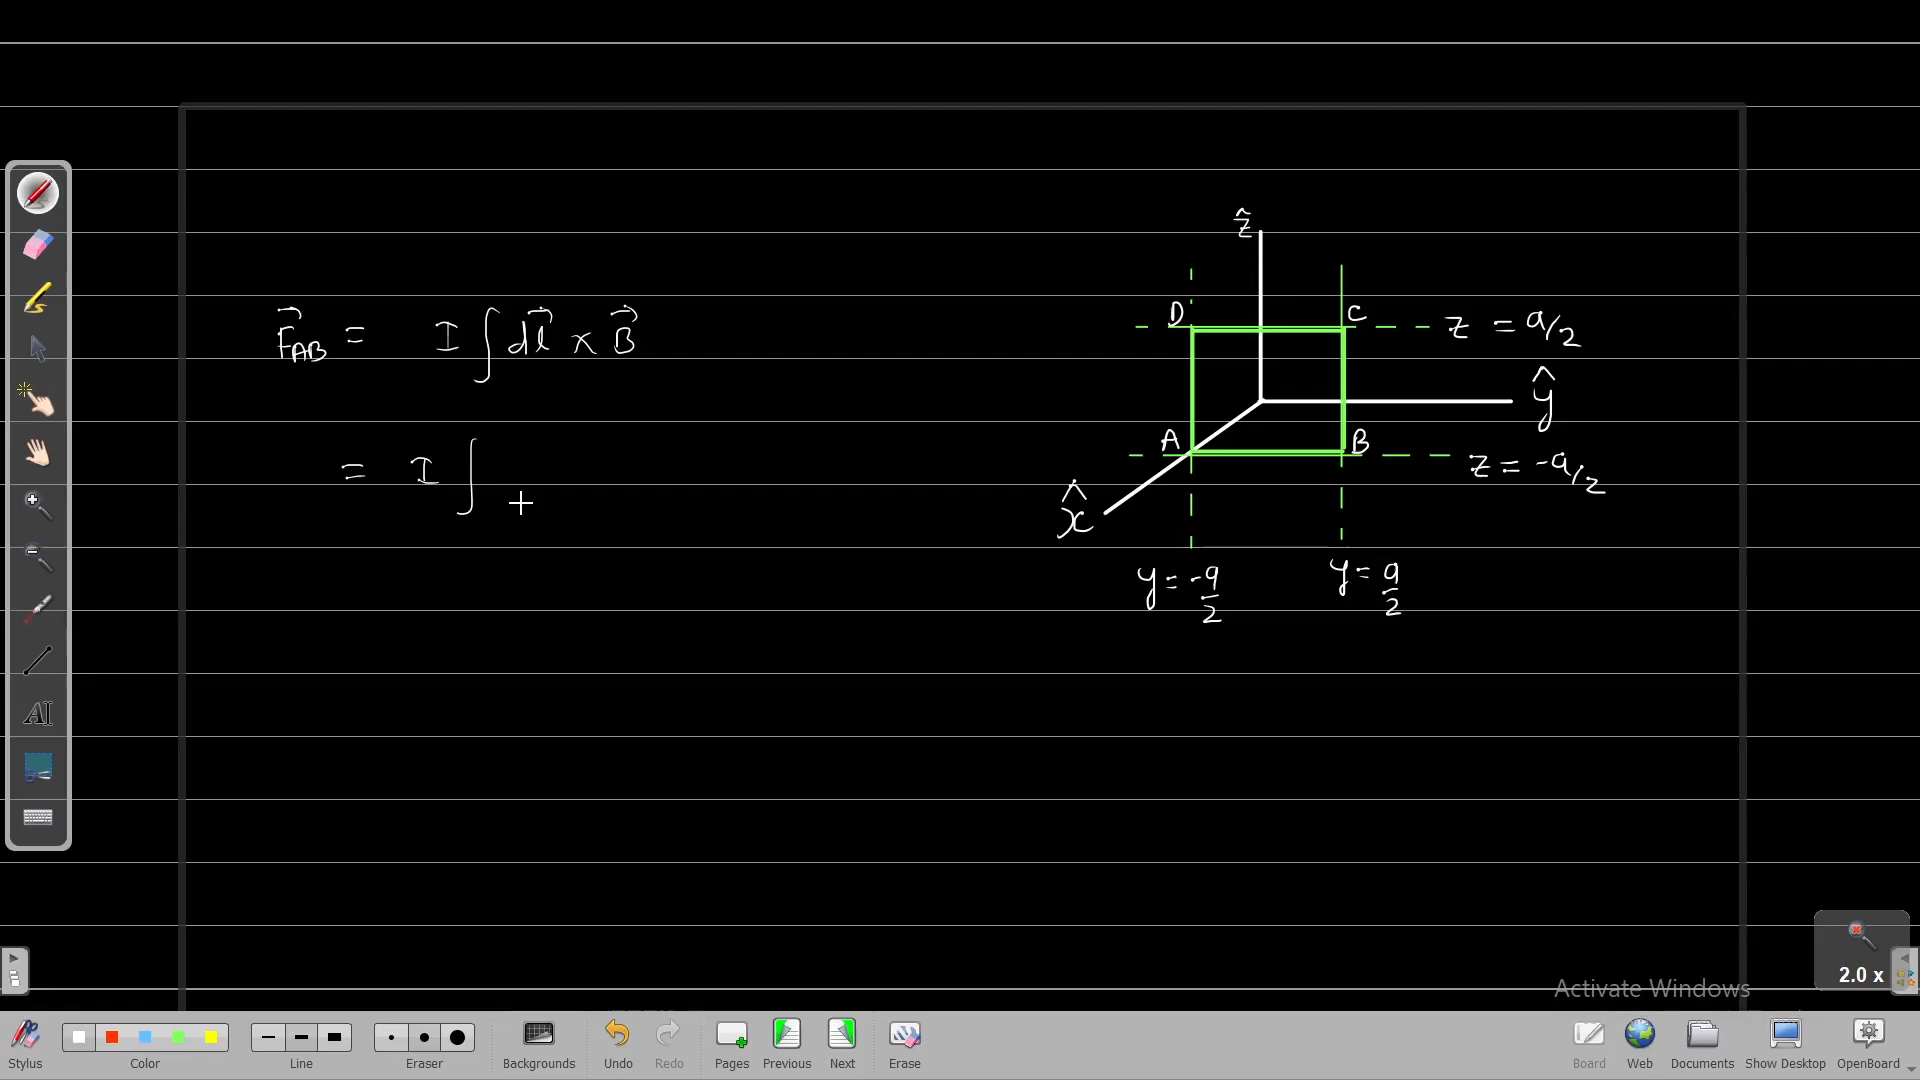 ẑ
D
C
z = a/2
F⃗AB = I ∫ dl⃗ × B⃗
ŷ
A
B
z = -a/2
= I ∫
x̂
y = -a/2
y = a/2
2.0 x
Activate Windows
Stylus
Color
Line
Eraser
Backgrounds
Undo
Redo
Pages
Previous
Next
Erase
Board
Web
Documents
Show Desktop
OpenBoard
AI